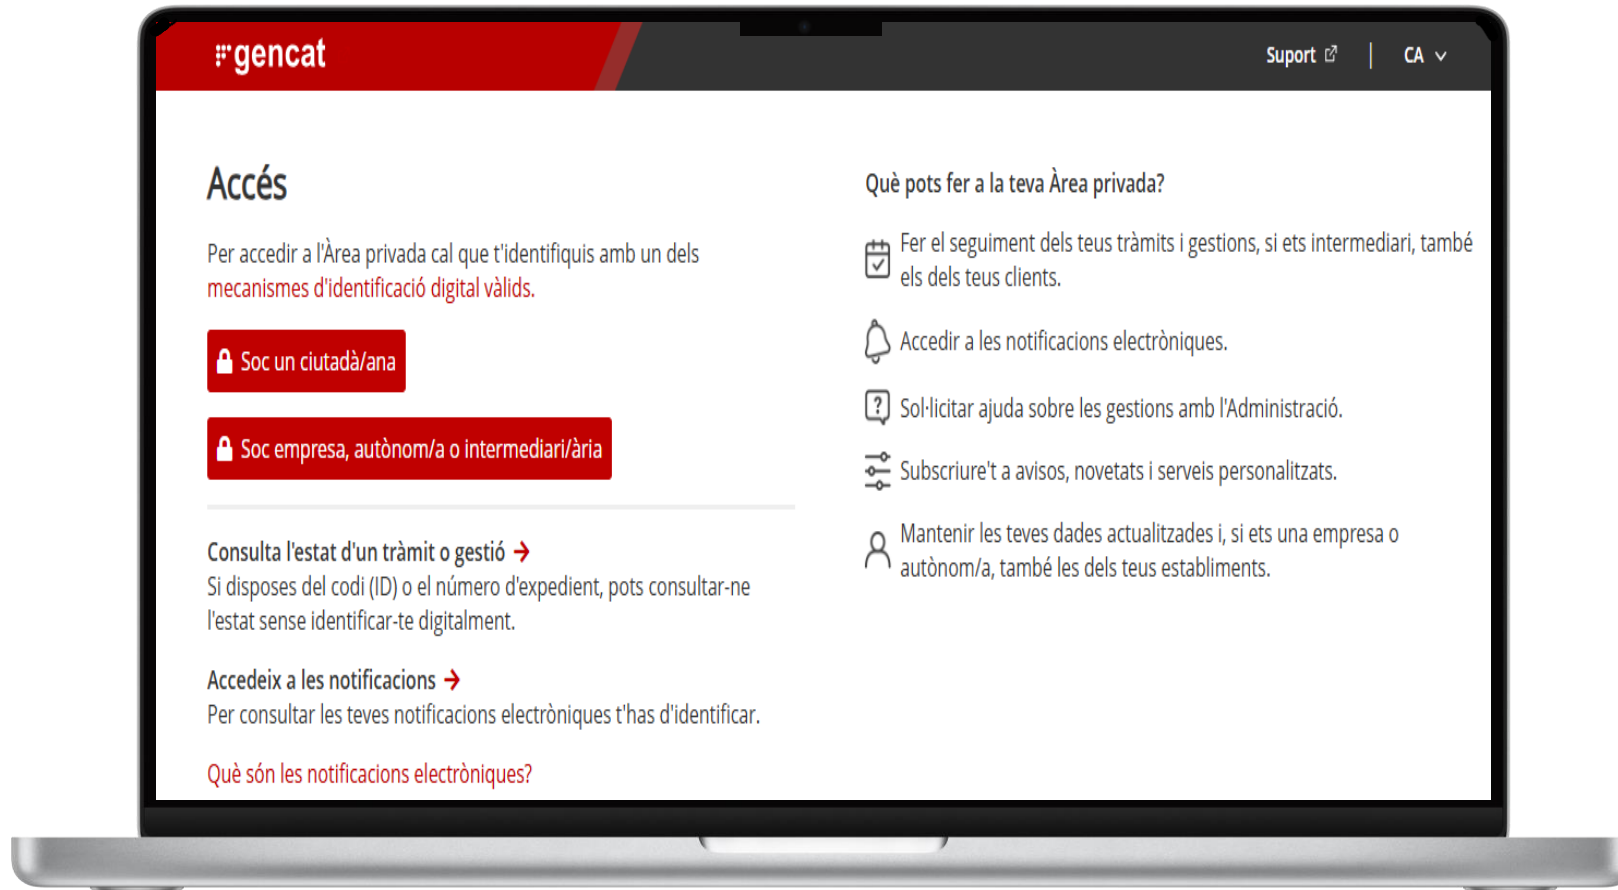 gencat
Suport
CA
Accés
Per accedir a l'Àrea privada cal que t'identifiquis amb un dels
mecanismes d'identificació digital vàlids.
Soc un ciutadà/ana
Soc empresa, autònom/a o intermediari/ària
Consulta l'estat d'un tràmit o gestió
Si disposes del codi (ID) o el número d'expedient, pots consultar-ne
l'estat sense identificar-te digitalment.
Accedeix a les notificacions
Per consultar les teves notificacions electròniques t'has d'identificar.
Què són les notificacions electròniques?
Què pots fer a la teva Àrea privada?
Fer el seguiment dels teus tràmits i gestions, si ets intermediari, també
els dels teus clients.
Accedir a les notificacions electròniques.
Sol·licitar ajuda sobre les gestions amb l'Administració.
Subscriure't a avisos, novetats i serveis personalitzats.
Mantenir les teves dades actualitzades i, si ets una empresa o
autònom/a, també les dels teus establiments.